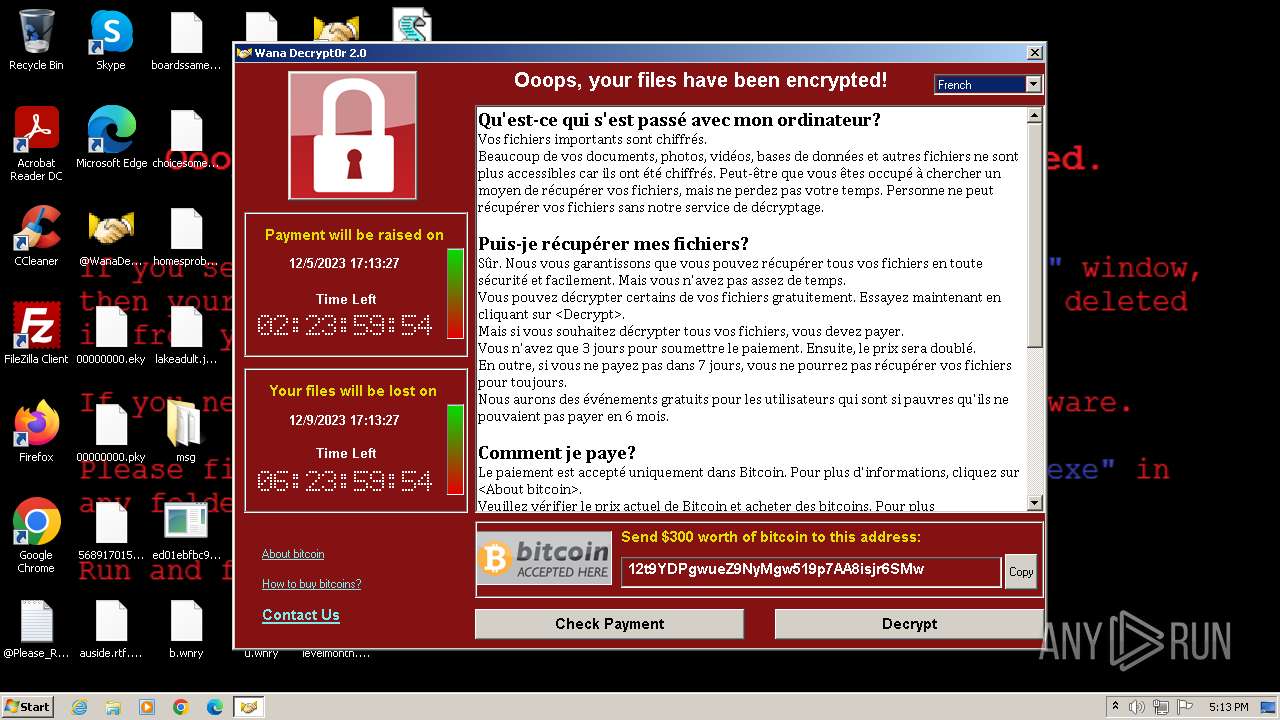 Wana Decrypt0r 2.0
Ooops, your files have been encrypted!
French
Qu'est-ce qui s'est passé avec mon ordinateur?
Vos fichiers importants sont chiffrés.
Beaucoup de vos documents, photos, vidéos, bases de données et autres fichiers ne sont
plus accessibles car ils ont été chiffrés. Peut-être que vous êtes occupé à chercher un
moyen de récupérer vos fichiers, mais ne perdez pas votre temps. Personne ne peut
récupérer vos fichiers sans notre service de décryptage.
Puis-je récupérer mes fichiers?
Sûr. Nous vous garantissons que vous pouvez récupérer tous vos fichiers en toute
sécurité et facilement. Mais vous n'avez pas assez de temps.
Vous pouvez décrypter certains de vos fichiers gratuitement. Essayez maintenant en
cliquant sur <Decrypt>.
Mais si vous souhaitez décrypter tous vos fichiers, vous devez payer.
Vous n'avez que 3 jours pour soumettre le paiement. Ensuite, le prix sera doublé.
En outre, si vous ne payez pas dans 7 jours, vous ne pourrez pas récupérer vos fichiers
pour toujours.
Nous aurons des événements gratuits pour les utilisateurs qui sont si pauvres qu'ils ne
pouvaient pas payer en 6 mois.
Comment je paye?
Le paiement est accepté uniquement dans Bitcoin. Pour plus d'informations, cliquez sur
<About bitcoin>.
Veuillez vérifier le prix actuel de Bitcoin et acheter des bitcoins. Pour plus
Payment will be raised on
12/5/2023 17:13:27
Time Left
02:23:59:54
Your files will be lost on
12/9/2023 17:13:27
Time Left
06:23:59:54
About bitcoin
How to buy bitcoins?
Contact Us
bitcoin
ACCEPTED HERE
Send $300 worth of bitcoin to this address:
12t9YDPgwueZ9NyMgw519p7AA8isjr6SMw
Copy
Check Payment
Decrypt
Recycle Bin
Skype
boardssame...
Acrobat
Reader DC
Microsoft Edge
choicesome...
CCleaner
@WanaDe...
homesprob...
FileZilla Client
00000000.eky
lakeadult.j...
Firefox
00000000.pky
msg
Google
Chrome
568917015...
ed01ebfbc9...
@Please_R...
auside.rtf....
b.wnry
u.wnry
levelmonth....
Ooo
ed.
If you se
" window,
then your
deleted
If you ne
ware.
Please fi
exe" in
any folde
Run and f
ANY RUN
Start
5:13 PM